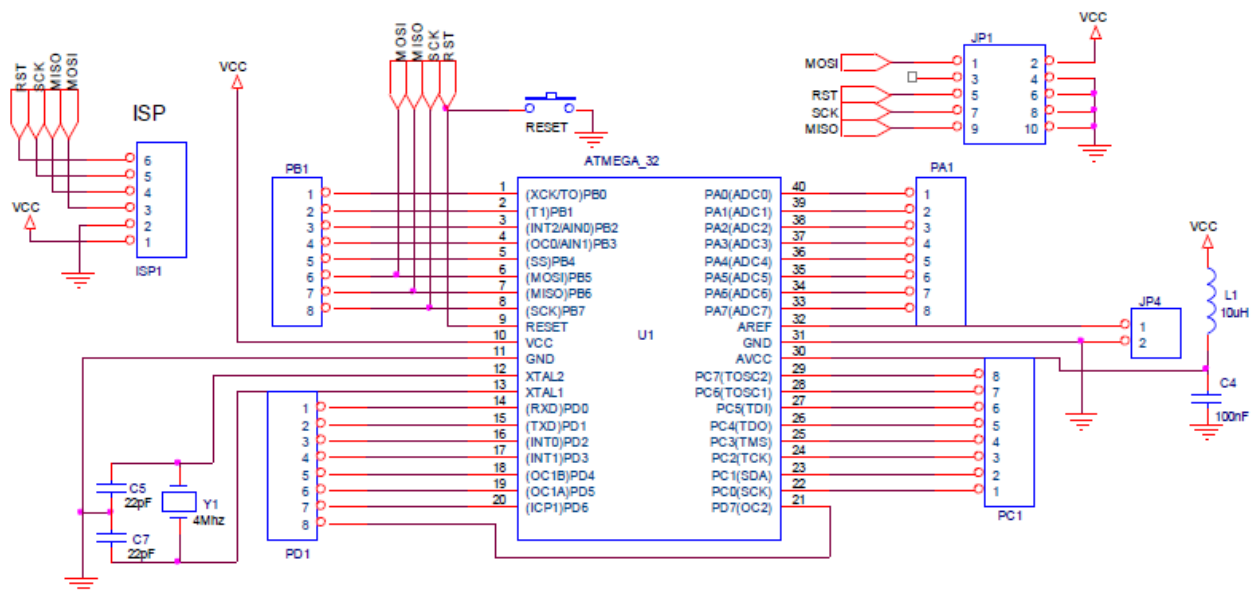 RST
SCK
MISO
MOSI
ISP
6
5
4
3
2
1
VCC
ISP1
VCC
MOSI
MISO
SCK
RST
RESET
VCC
JP1
MOSI
RST
SCK
MISO
1 2
3 4
5 6
7 8
9 10
ATMEGA_32
U1
PB1
1
2
3
4
5
6
7
8
1 (XCK/TO)PB0
2 (T1)PB1
3 (INT2/AIN0)PB2
4 (OC0/AIN1)PB3
5 (SS)PB4
6 (MOSI)PB5
7 (MISO)PB6
8 (SCK)PB7
9 RESET
10 VCC
11 GND
12 XTAL2
13 XTAL1
14 (RXD)PD0
15 (TXD)PD1
16 (INT0)PD2
17 (INT1)PD3
18 (OC1B)PD4
19 (OC1A)PD5
20 (ICP1)PD6
PA0(ADC0) 40
PA1(ADC1) 39
PA2(ADC2) 38
PA3(ADC3) 37
PA4(ADC4) 36
PA5(ADC5) 35
PA6(ADC6) 34
PA7(ADC7) 33
AREF 32
GND 31
AVCC 30
PC7(TOSC2) 29
PC6(TOSC1) 28
PC5(TDI) 27
PC4(TDO) 26
PC3(TMS) 25
PC2(TCK) 24
PC1(SDA) 23
PC0(SCK) 22
PD7(OC2) 21
PA1
1
2
3
4
5
6
7
8
VCC
L1
10uH
JP4
1
2
C4
100nF
8
7
6
5
4
3
2
1
PC1
1
2
3
4
5
6
7
8
PD1
C5
22pF
Y1
4Mhz
C7
22pF